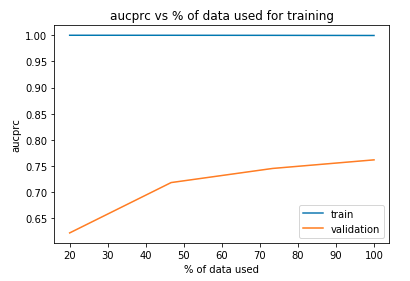 aucprc vs % of data used for training
aucprc
1.00
0.95
0.90
0.85
0.80
0.75
0.70
0.65
20 30 40 50 60 70 80 90 100
% of data used
train
validation